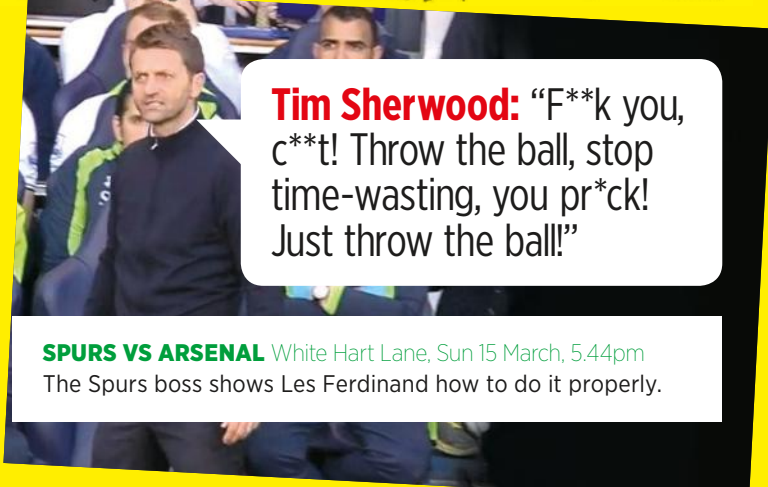 Tim Sherwood: “F**k you,
c**t! Throw the ball, stop
time-wasting, you pr*ck!
Just throw the ball!”
SPURS VS ARSENAL White Hart Lane, Sun 15 March, 5.44pm
The Spurs boss shows Les Ferdinand how to do it properly.